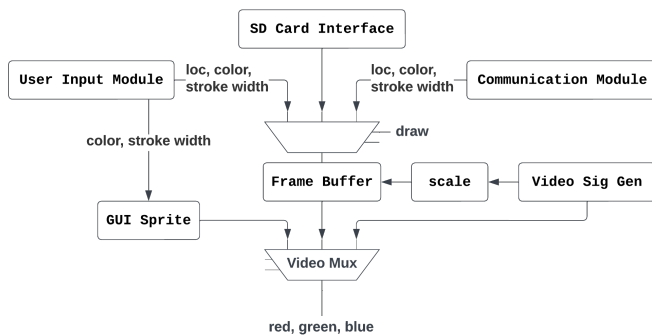 SD Card Interface
User Input Module
loc, color,
stroke width
loc, color,
stroke width
Communication Module
draw
color, stroke width
Frame Buffer
scale
Video Sig Gen
GUI Sprite
Video Mux
red, green, blue